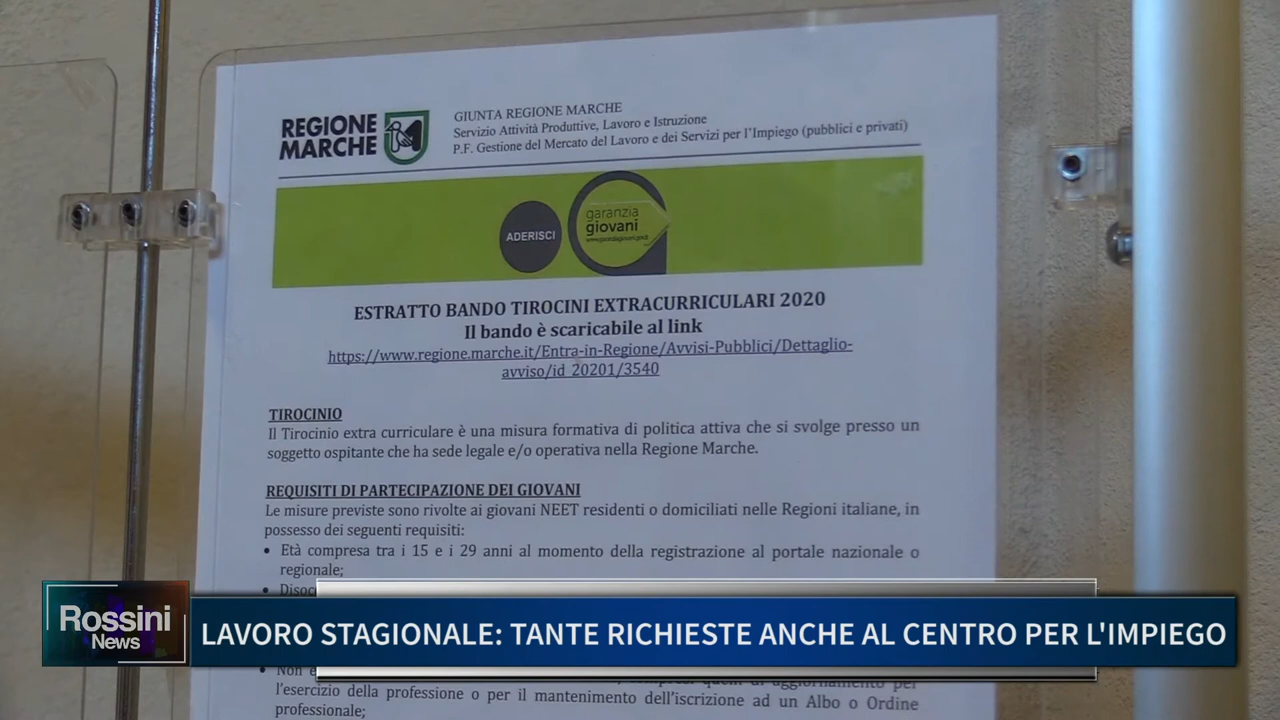 REGIONE
MARCHE
GIUNTA REGIONE MARCHE
Servizio Attività Produttive, Lavoro e Istruzione
P.F. Gestione del Mercato del Lavoro e dei Servizi per l'Impiego (pubblici e privati)
ADERISCI
garanzia
giovani
ESTRATTO BANDO TIROCINI EXTRACURRICULARI 2020
Il bando è scaricabile al link
https://www.regione.marche.it/Entra-in-Regione/Avvisi-Pubblici/Dettaglio-
avviso/id_20201/3540
TIROCINIO
Il Tirocinio extra curriculare è una misura formativa di politica attiva che si svolge presso un
soggetto ospitante che ha sede legale e/o operativa nella Regione Marche.
REQUISITI DI PARTECIPAZIONE DEI GIOVANI
Le misure previste sono rivolte ai giovani NEET residenti o domiciliati nelle Regioni italiane, in
possesso dei seguenti requisiti:
• Età compresa tra i 15 e i 29 anni al momento della registrazione al portale nazionale o
regionale;
Rossini
News
LAVORO STAGIONALE: TANTE RICHIESTE ANCHE AL CENTRO PER L'IMPIEGO
• Non
l'esercizio della professione o per il mantenimento dell'iscrizione ad un Albo o Ordine
professionale;